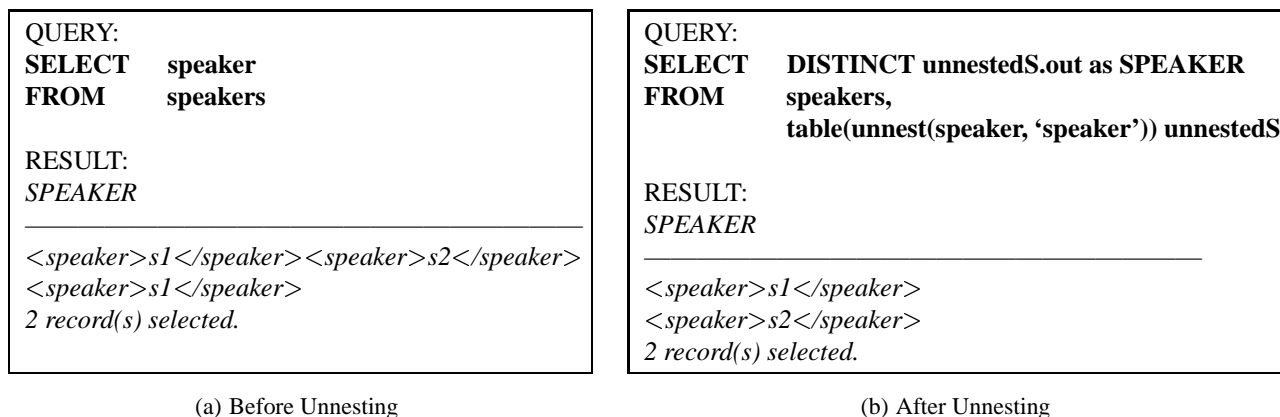 QUERY:
SELECT speaker
FROM speakers
RESULT:
SPEAKER
<speaker>s1</speaker><speaker>s2</speaker>
<speaker>s1</speaker>
2 record(s) selected.
(a) Before Unnesting
QUERY:
SELECT DISTINCT unnestedS.out as SPEAKER
FROM speakers,
table(unnest(speaker, ‘speaker’)) unnestedS
RESULT:
SPEAKER
<speaker>s1</speaker>
<speaker>s2</speaker>
2 record(s) selected.
(b) After Unnesting